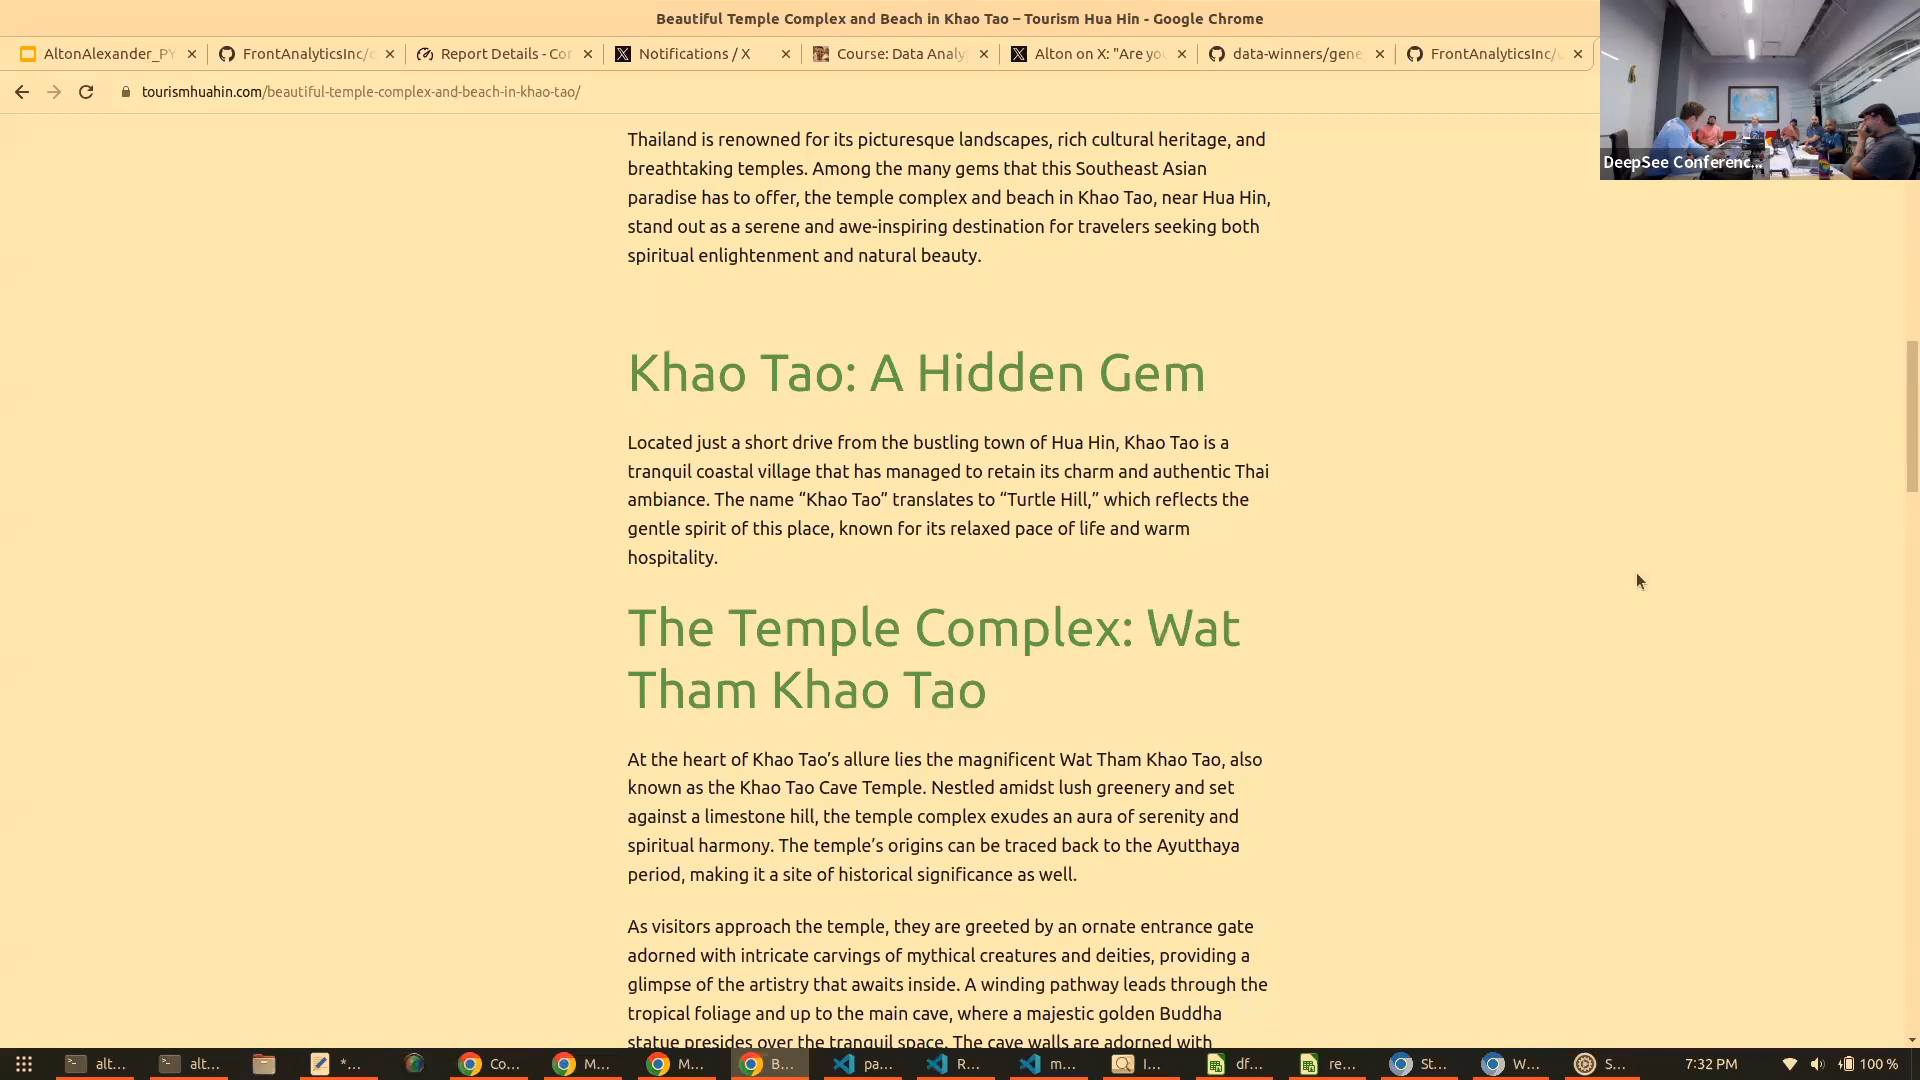 Beautiful Temple Complex and Beach in Khao Tao – Tourism Hua Hin - Google Chrome
AltonAlexander_PY
FrontAnalyticsInc/
Report Details - Cor
Notifications / X
Course: Data Analy
Alton on X: "Are you
data-winners/gene
FrontAnalyticsInc/
tourismhuahin.com/beautiful-temple-complex-and-beach-in-khao-tao/
DeepSee Conferenc...
Thailand is renowned for its picturesque landscapes, rich cultural heritage, and
breathtaking temples. Among the many gems that this Southeast Asian
paradise has to offer, the temple complex and beach in Khao Tao, near Hua Hin,
stand out as a serene and awe-inspiring destination for travelers seeking both
spiritual enlightenment and natural beauty.
Khao Tao: A Hidden Gem
Located just a short drive from the bustling town of Hua Hin, Khao Tao is a
tranquil coastal village that has managed to retain its charm and authentic Thai
ambiance. The name “Khao Tao” translates to “Turtle Hill,” which reflects the
gentle spirit of this place, known for its relaxed pace of life and warm
hospitality.
The Temple Complex: Wat
Tham Khao Tao
At the heart of Khao Tao’s allure lies the magnificent Wat Tham Khao Tao, also
known as the Khao Tao Cave Temple. Nestled amidst lush greenery and set
against a limestone hill, the temple complex exudes an aura of serenity and
spiritual harmony. The temple’s origins can be traced back to the Ayutthaya
period, making it a site of historical significance as well.
As visitors approach the temple, they are greeted by an ornate entrance gate
adorned with intricate carvings of mythical creatures and deities, providing a
glimpse of the artistry that awaits inside. A winding pathway leads through the
tropical foliage and up to the main cave, where a majestic golden Buddha
statue presides over the tranquil space. The cave walls are adorned with
alt... alt... *... Co... M... M... B... pa... R... m... I... df... re... St... W... S... 7:32 PM 100 %